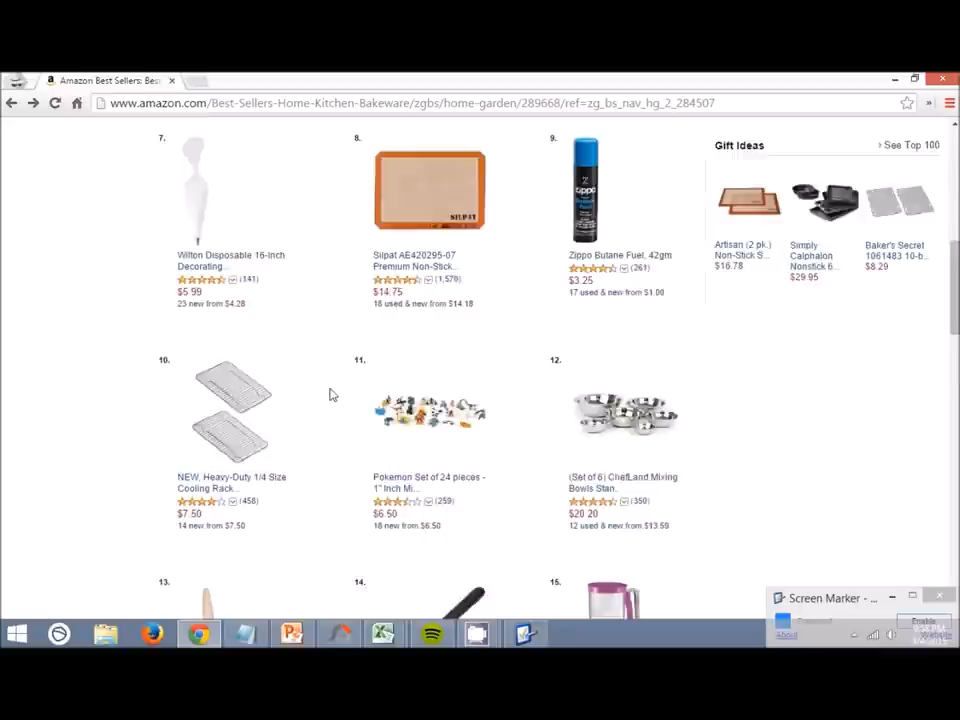 Amazon Best Sellers: Bes
www.amazon.com/Best-Sellers-Home-Kitchen-Bakeware/zgbs/home-garden/289668/ref=zg_bs_nav_hg_2_284507
7.
8.
SILPAT
9.
zippo
Gift Ideas
› See Top 100
Wilton Disposable 16-Inch
Decorating...
(141)
$5.99
23 new from $4.28
Silpat AE420295-07
Premium Non-Stick...
(1,579)
$14.75
18 used & new from $14.18
Zippo Butane Fuel, 42gm
(261)
$3.25
17 used & new from $1.00
Artisan (2 pk.)
Non-Stick S...
$16.78
Simply
Calphalon
Nonstick 6...
$29.95
Baker's Secret
1061483 10-b...
$8.29
10.
11.
12.
NEW, Heavy-Duty 1/4 Size
Cooling Rack...
(458)
$7.50
14 new from $7.50
Pokemon Set of 24 pieces -
1" Inch Mi...
(259)
$6.50
18 new from $6.50
(Set of 6) ChefLand Mixing
Bowls Stan...
(350)
$20.20
12 used & new from $13.59
13.
14.
15.
Screen Marker - ...
Enable
About
Website